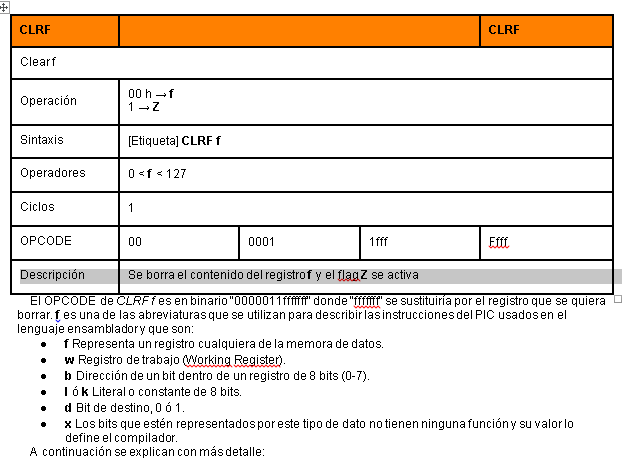 CLRF CLRF
Clear f
Operación 00 h → f
1 → Z
Sintaxis [Etiqueta] CLRF f
Operadores 0 < f < 127
Ciclos 1
OPCODE 00 0001 1fff Ffff
Descripción Se borra el contenido del registro f y el flag Z se activa
El OPCODE de CLRF f es en binario "0000011fffffff" donde "fffffff" se sustituiría por el registro que se quiera
borrar. f es una de las abreviaturas que se utilizan para describir las instrucciones del PIC usados en el
lenguaje ensamblador y que son:
• f Representa un registro cualquiera de la memora de datos.
• w Registro de trabajo (Working Register).
• b Dirección de un bit dentro de un registro de 8 bits (0-7).
• l ó k Literal o constante de 8 bits.
• d Bit de destino, 0 ó 1.
• x Los bits que estén representados por este tipo de dato no tienen ninguna función y su valor lo
define el compilador.
A continuación se explican con más detalle: